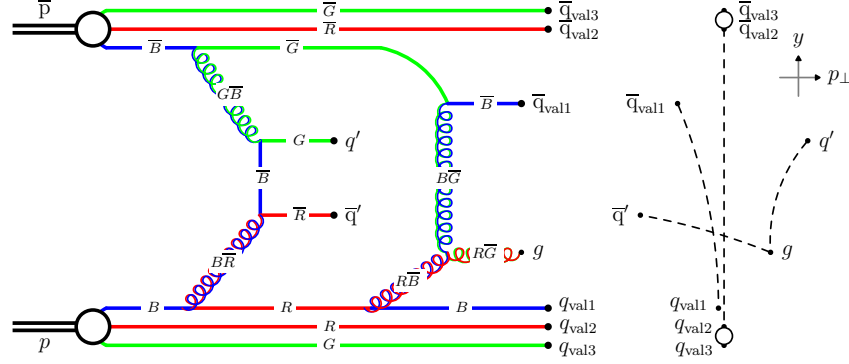 p̅ G̅ q̅val3 q̅val3
R̅ q̅val2 q̅val2 y
B̅ G̅ p⊥
GB̅ B̅ q̅val1 q̅val1
G q′ q′
B̅ BG̅
R̅ q̅′ q̅′
BR̅ RB̅ RG̅ g g
B R B qval1 qval1
R qval2 qval2
p G qval3 qval3